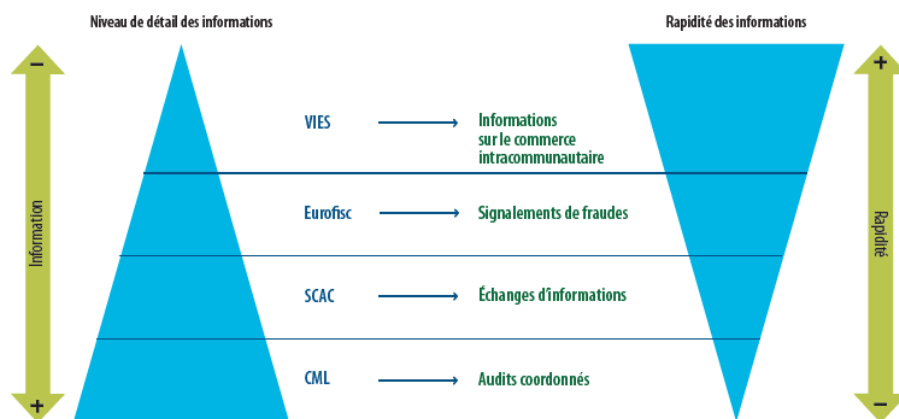 Niveau de détail des informations
Rapidité des informations
–
+
VIES
Informations
sur le commerce
intracommunautaire
Eurofisc
Signalements de fraudes
Information
Rapidité
SCAC
Échanges d'informations
CML
Audits coordonnés
+
–